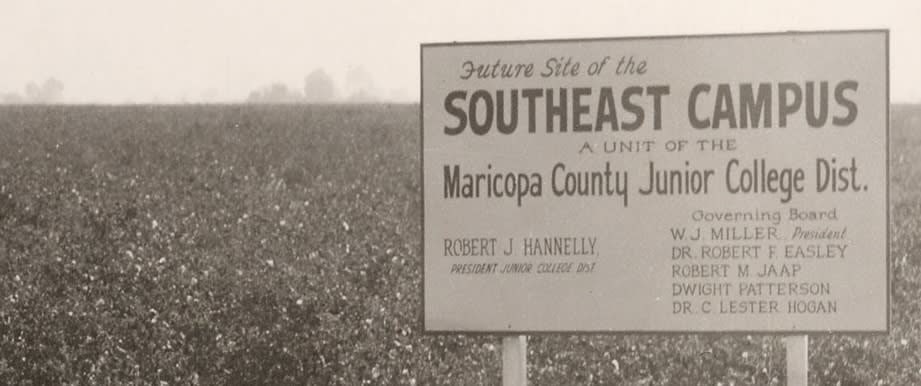 Future Site of the
SOUTHEAST CAMPUS
A UNIT OF THE
Maricopa County Junior College Dist.
ROBERT J HANNELLY,
PRESIDENT JUNIOR COLLEGE DIST
Governing Board
W. J. MILLER, President
DR. ROBERT F. EASLEY
ROBERT M JAAP
DWIGHT PATTERSON
DR. C. LESTER HOGAN